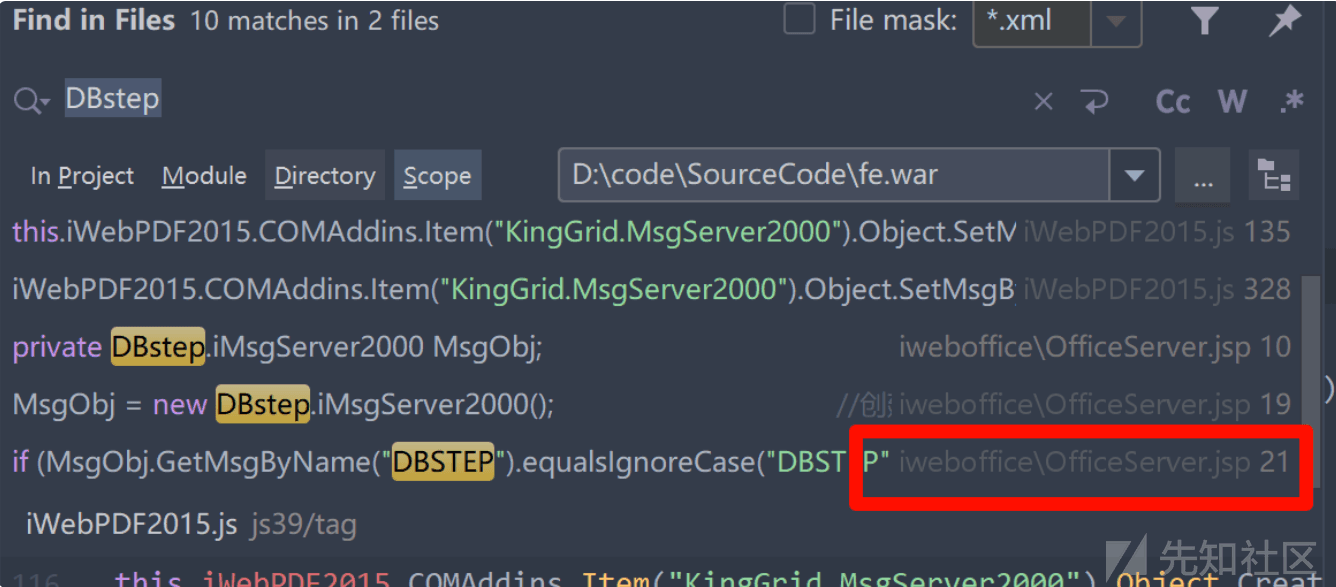 Find in Files 10 matches in 2 files File mask: *.xml
DBstep Cc W .*
In Project Module Directory Scope D:\code\SourceCode\fe.war ...
this.iWebPDF2015.COMAddins.Item("KingGrid.MsgServer2000").Object.SetM iWebPDF2015.js 135
iWebPDF2015.COMAddins.Item("KingGrid.MsgServer2000").Object.SetMsgB iWebPDF2015.js 328
private DBstep.iMsgServer2000 MsgObj; iweboffice\OfficeServer.jsp 10
MsgObj = new DBstep.iMsgServer2000(); //创 iweboffice\OfficeServer.jsp 19
if (MsgObj.GetMsgByName("DBSTEP").equalsIgnoreCase("DBST P" iweboffice\OfficeServer.jsp 21
iWebPDF2015.js js39/tag
116 this.iWebPDF2015.COMAddins.Item("KingGrid.MsgServer2000").Object.Creat
先知社区